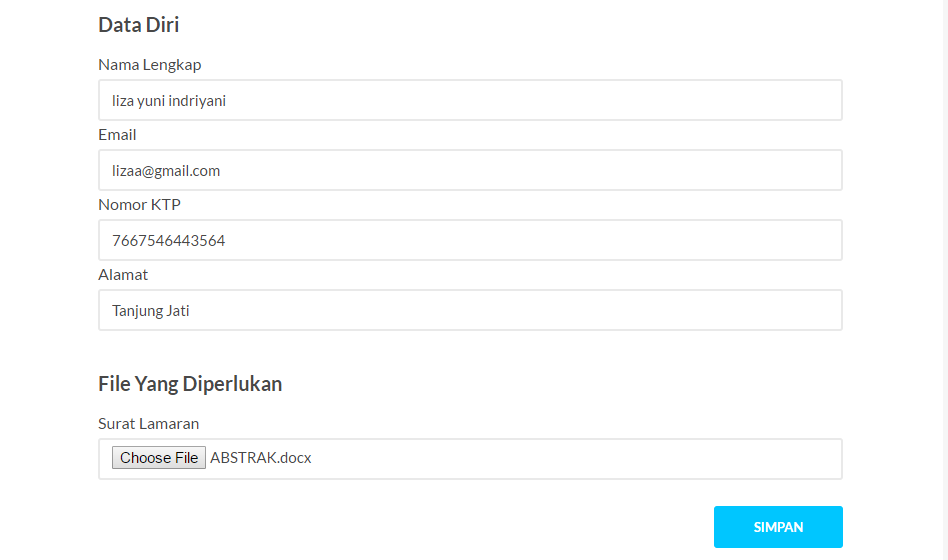 Data Diri
Nama Lengkap
liza yuni indriyani
Email
lizaa@gmail.com
Nomor KTP
7667546443564
Alamat
Tanjung Jati
File Yang Diperlukan
Surat Lamaran
Choose File ABSTRAK.docx
SIMPAN